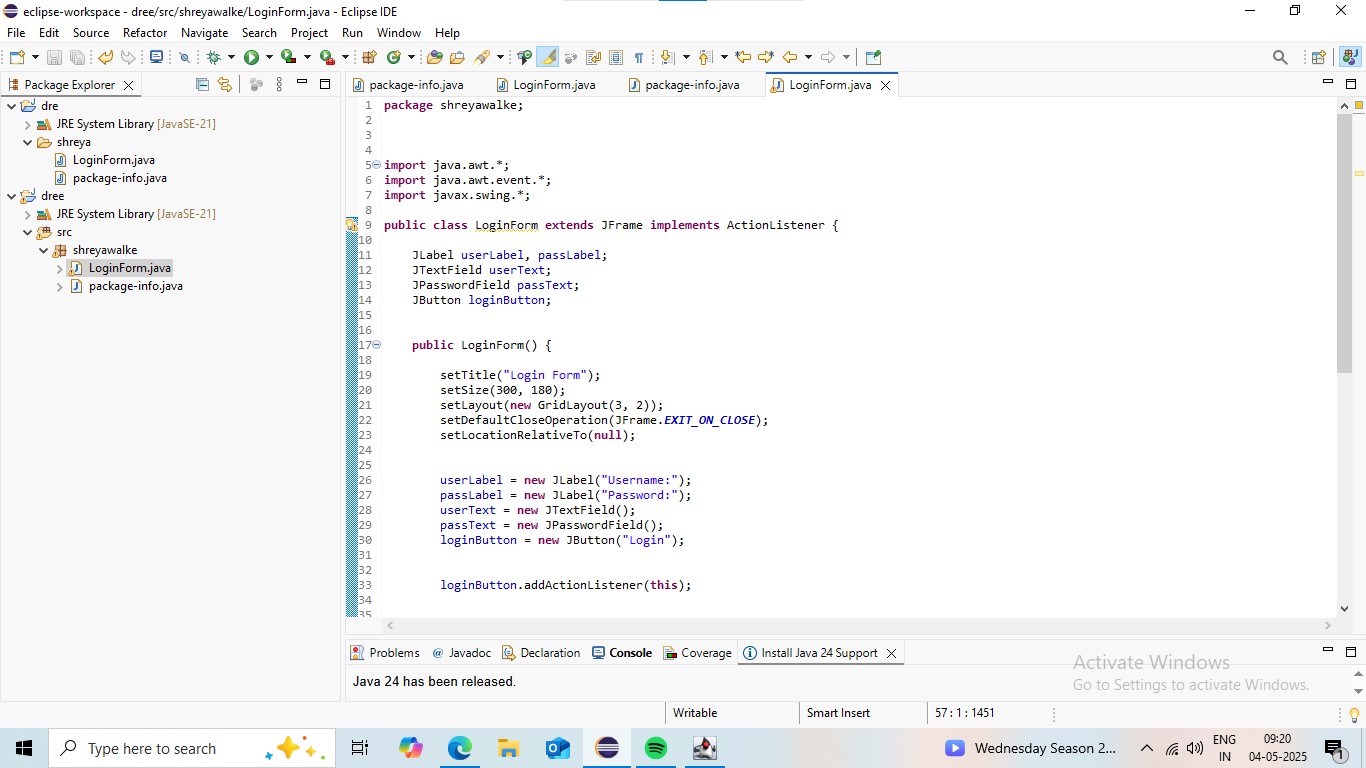 eclipse-workspace - dree/src/shreyawalke/LoginForm.java - Eclipse IDE
File Edit Source Refactor Navigate Search Project Run Window Help
Package Explorer
package-info.java LoginForm.java package-info.java LoginForm.java
dre
JRE System Library [JavaSE-21]
shreya
LoginForm.java
package-info.java
dree
JRE System Library [JavaSE-21]
src
shreyawalke
LoginForm.java
package-info.java
1 package shreyawalke;
2
3
4
5 import java.awt.*;
6 import java.awt.event.*;
7 import javax.swing.*;
8
9 public class LoginForm extends JFrame implements ActionListener {
10
11 JLabel userLabel, passLabel;
12 JTextField userText;
13 JPasswordField passText;
14 JButton loginButton;
15
16
17 public LoginForm() {
18
19 setTitle("Login Form");
20 setSize(300, 180);
21 setLayout(new GridLayout(3, 2));
22 setDefaultCloseOperation(JFrame.EXIT_ON_CLOSE);
23 setLocationRelativeTo(null);
24
25
26 userLabel = new JLabel("Username:");
27 passLabel = new JLabel("Password:");
28 userText = new JTextField();
29 passText = new JPasswordField();
30 loginButton = new JButton("Login");
31
32
33 loginButton.addActionListener(this);
34
35
Problems @ Javadoc Declaration Console Coverage Install Java 24 Support
Java 24 has been released.
Activate Windows
Go to Settings to activate Windows.
Writable Smart Insert 57 : 1 : 1451
Type here to search
Wednesday Season 2...
ENG
IN
09:20
04-05-2025
1